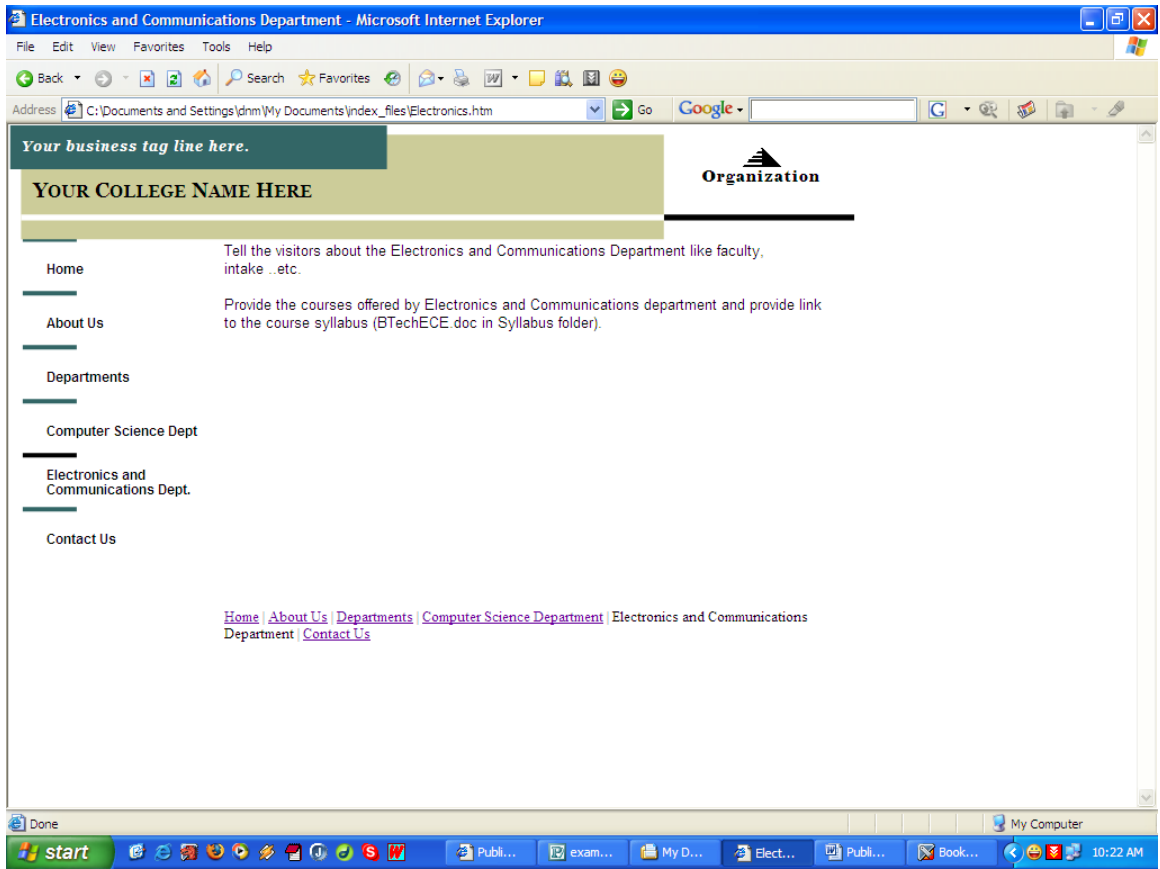 Electronics and Communications Department - Microsoft Internet Explorer
File Edit View Favorites Tools Help
Back Search Favorites
Address C:\Documents and Settings\dnm\My Documents\index_files\Electronics.htm Go Google
Your business tag line here.
YOUR COLLEGE NAME HERE
Organization
Home
About Us
Departments
Computer Science Dept
Electronics and
Communications Dept.
Contact Us
Tell the visitors about the Electronics and Communications Department like faculty,
intake ..etc.
Provide the courses offered by Electronics and Communications department and provide link
to the course syllabus (BTechECE.doc in Syllabus folder).
Home | About Us | Departments | Computer Science Department | Electronics and Communications
Department | Contact Us
Done My Computer
start Publi... exam... My D... Elect... Publi... Book... 10:22 AM